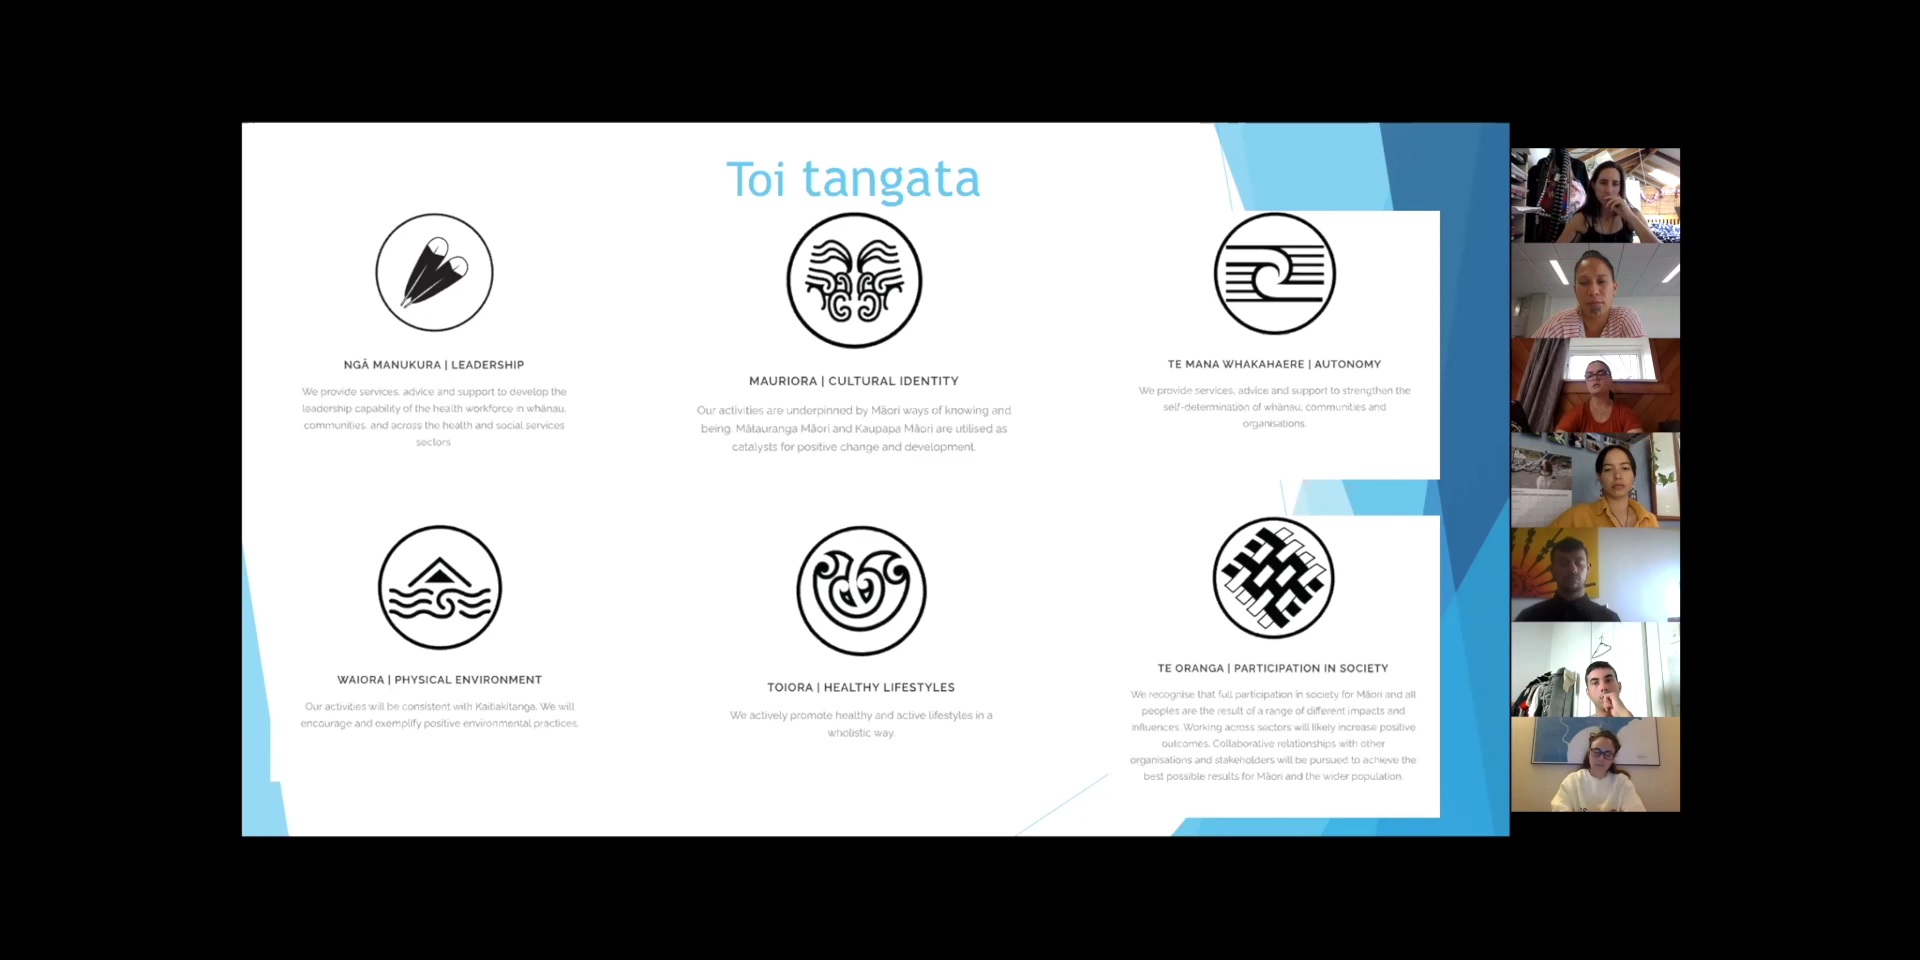 Toi tangata
NGĀ MANUKURA | LEADERSHIP
We provide services, advice and support to develop the
leadership capability of the health workforce in whānau,
communities, and across the health and social services
sectors
MAURIORA | CULTURAL IDENTITY
Our activities are underpinned by Māori ways of knowing and
being. Mātauranga Māori and Kaupapa Māori are utilised as
catalysts for positive change and development.
TE MANA WHAKAHAERE | AUTONOMY
We provide services, advice and support to strengthen the
self-determination of whānau, communities and
organisations.
WAIORA | PHYSICAL ENVIRONMENT
Our activities will be consistent with Kaitiakitanga. We will
encourage and exemplify positive environmental practices.
TOIORA | HEALTHY LIFESTYLES
We actively promote healthy and active lifestyles in a
wholistic way.
TE ORANGA | PARTICIPATION IN SOCIETY
We recognise that full participation in society for Māori and all
peoples are the result of a range of different impacts and
influences. Working across sectors will likely increase positive
outcomes. Collaborative relationships with other
organisations and stakeholders will be pursued to achieve the
best possible results for Māori and the wider population.